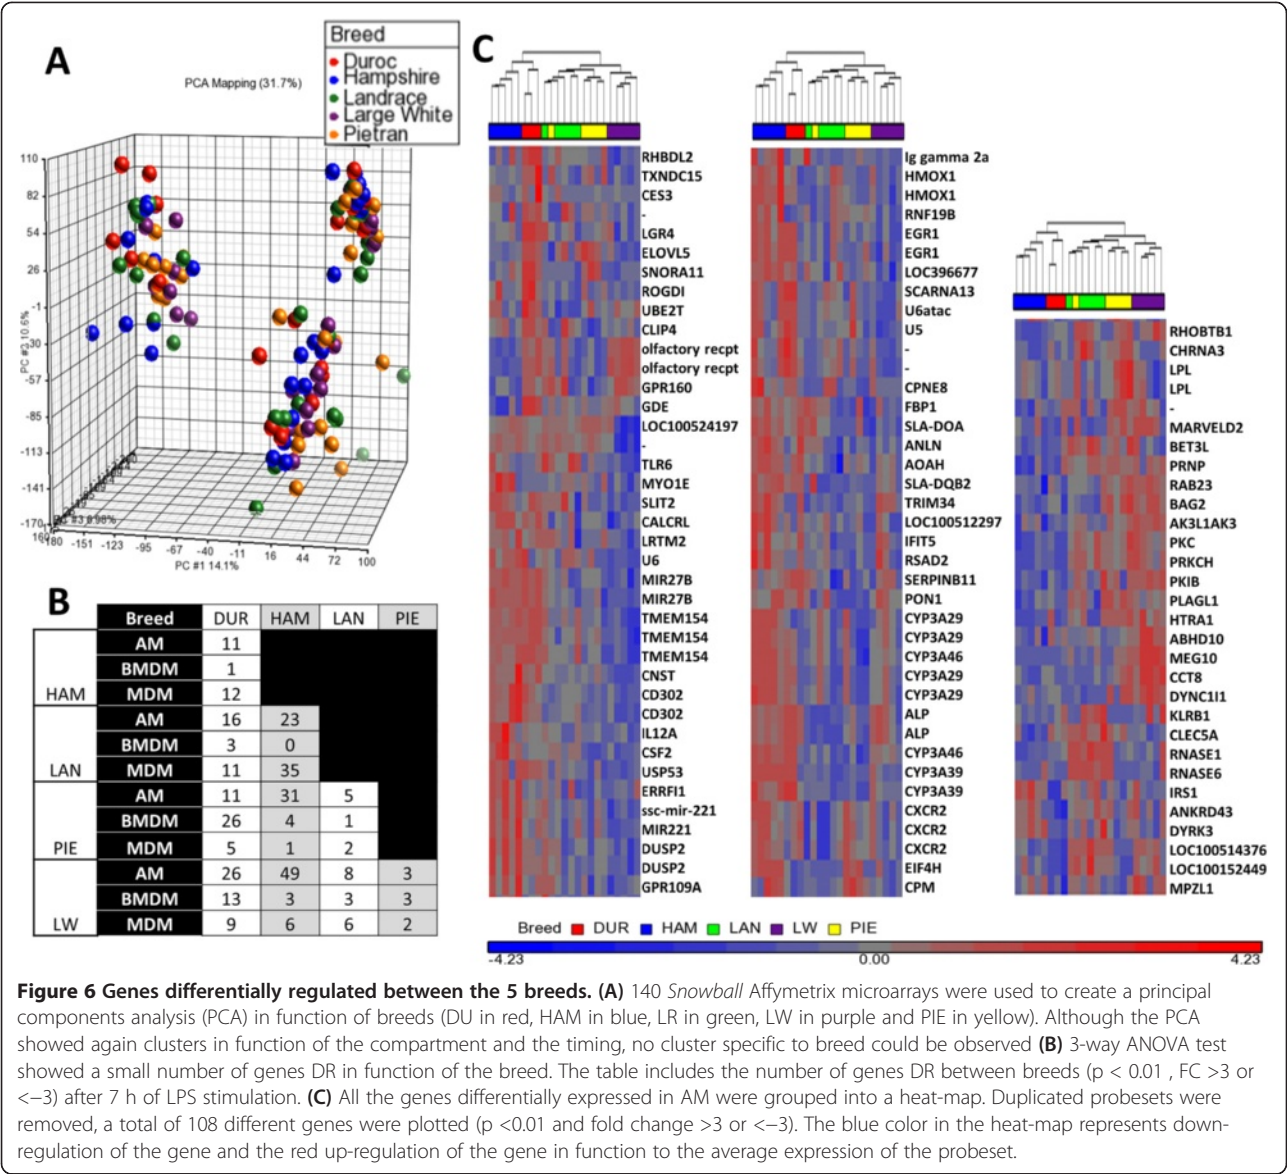 A
PCA Mapping (31.7%)
Breed
Duroc
Hampshire
Landrace
Large White
Pietran
110
82
54
26
-1
-30
-57
-85
-113
-141
-170
PC #3 10.6%
-180
-151
-123
-95
-67
-40
-11
16
44
72
100
PC #1 14.1%
B
Breed DUR HAM LAN PIE
HAM
AM 11
BMDM 1
MDM 12
LAN
AM 16 23
BMDM 3 0
MDM 11 35
PIE
AM 11 31 5
BMDM 26 4 1
MDM 5 1 2
LW
AM 26 49 8 3
BMDM 13 3 3 3
MDM 9 6 6 2
C
RHBDL2
TXNDC15
CES3
-
LGR4
ELOVL5
SNORA11
ROGDI
UBE2T
CLIP4
olfactory recpt
olfactory recpt
GPR160
GDE
LOC100524197
-
TLR6
MYO1E
SLIT2
CALCRL
LRTM2
U6
MIR27B
MIR27B
TMEM154
TMEM154
TMEM154
CNST
CD302
CD302
IL12A
CSF2
USP53
ERRFI1
ssc-mir-221
MIR221
DUSP2
DUSP2
GPR109A
Ig gamma 2a
HMOX1
HMOX1
RNF19B
EGR1
EGR1
LOC396677
SCARNA13
U6atac
U5
-
-
CPNE8
FBP1
SLA-DOA
ANLN
AOAH
SLA-DQB2
TRIM34
LOC100512297
IFIT5
RSAD2
SERPINB11
PON1
CYP3A29
CYP3A29
CYP3A46
CYP3A29
CYP3A29
ALP
ALP
CYP3A46
CYP3A39
CYP3A39
CXCR2
CXCR2
CXCR2
EIF4H
CPM
RHOBTB1
CHRNA3
LPL
LPL
-
MARVELD2
BET3L
PRNP
RAB23
BAG2
AK3L1AK3
PKC
PRKCH
PKIB
PLAGL1
HTRA1
ABHD10
MEG10
CCT8
DYNC1I1
KLRB1
CLEC5A
RNASE1
RNASE6
IRS1
ANKRD43
DYRK3
LOC100514376
LOC100152449
MPZL1
Breed DUR HAM LAN LW PIE
-4.23 0.00 4.23
Figure 6 Genes differentially regulated between the 5 breeds. (A) 140 Snowball Affymetrix microarrays were used to create a principal
components analysis (PCA) in function of breeds (DU in red, HAM in blue, LR in green, LW in purple and PIE in yellow). Although the PCA
showed again clusters in function of the compartment and the timing, no cluster specific to breed could be observed (B) 3-way ANOVA test
showed a small number of genes DR in function of the breed. The table includes the number of genes DR between breeds (p < 0.01 , FC >3 or
<−3) after 7 h of LPS stimulation. (C) All the genes differentially expressed in AM were grouped into a heat-map. Duplicated probesets were
removed, a total of 108 different genes were plotted (p <0.01 and fold change >3 or <−3). The blue color in the heat-map represents down-
regulation of the gene and the red up-regulation of the gene in function to the average expression of the probeset.